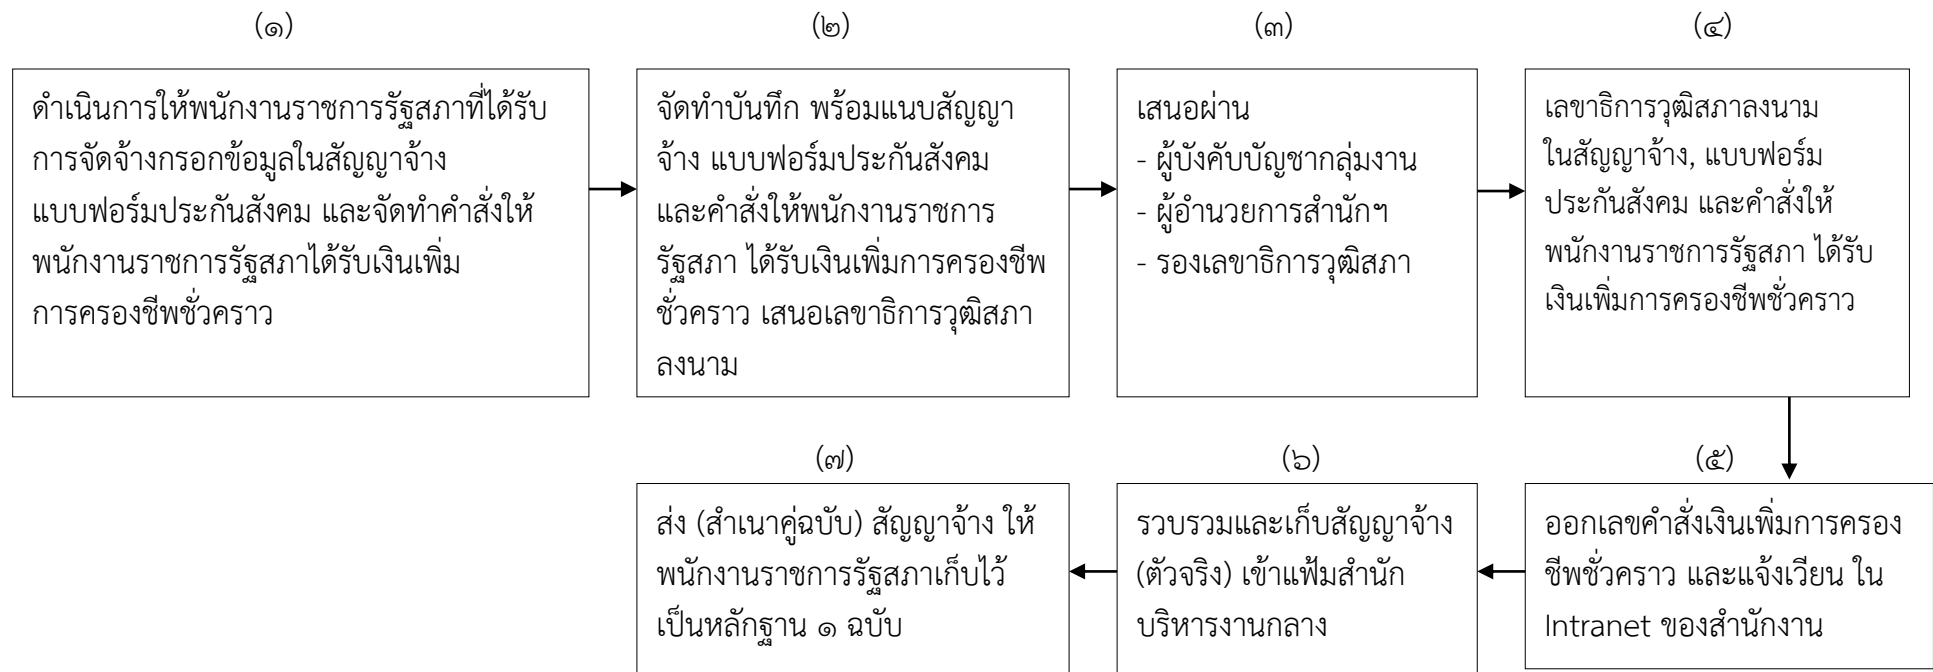 (๑)
ดำเนินการให้พนักงานราชการรัฐสภาที่ได้รับ
การจัดจ้างกรอกข้อมูลในสัญญาจ้าง
แบบฟอร์มประกันสังคม และจัดทำคำสั่งให้
พนักงานราชการรัฐสภาได้รับเงินเพิ่ม
การครองชีพชั่วคราว
(๒)
จัดทำบันทึก พร้อมแนบสัญญา
จ้าง แบบฟอร์มประกันสังคม
และคำสั่งให้พนักงานราชการ
รัฐสภา ได้รับเงินเพิ่มการครองชีพ
ชั่วคราว เสนอเลขาธิการวุฒิสภา
ลงนาม
(๓)
เสนอผ่าน
- ผู้บังคับบัญชากลุ่มงาน
- ผู้อำนวยการสำนักฯ
- รองเลขาธิการวุฒิสภา
(๔)
เลขาธิการวุฒิสภาลงนาม
ในสัญญาจ้าง, แบบฟอร์ม
ประกันสังคม และคำสั่งให้
พนักงานราชการรัฐสภา ได้รับ
เงินเพิ่มการครองชีพชั่วคราว
(๕)
ออกเลขคำสั่งเงินเพิ่มการครอง
ชีพชั่วคราว และแจ้งเวียน ใน
Intranet ของสำนักงาน
(๖)
รวบรวมและเก็บสัญญาจ้าง
(ตัวจริง) เข้าแฟ้มสำนัก
บริหารงานกลาง
(๗)
ส่ง (สำเนาคู่ฉบับ) สัญญาจ้าง ให้
พนักงานราชการรัฐสภาเก็บไว้
เป็นหลักฐาน ๑ ฉบับ